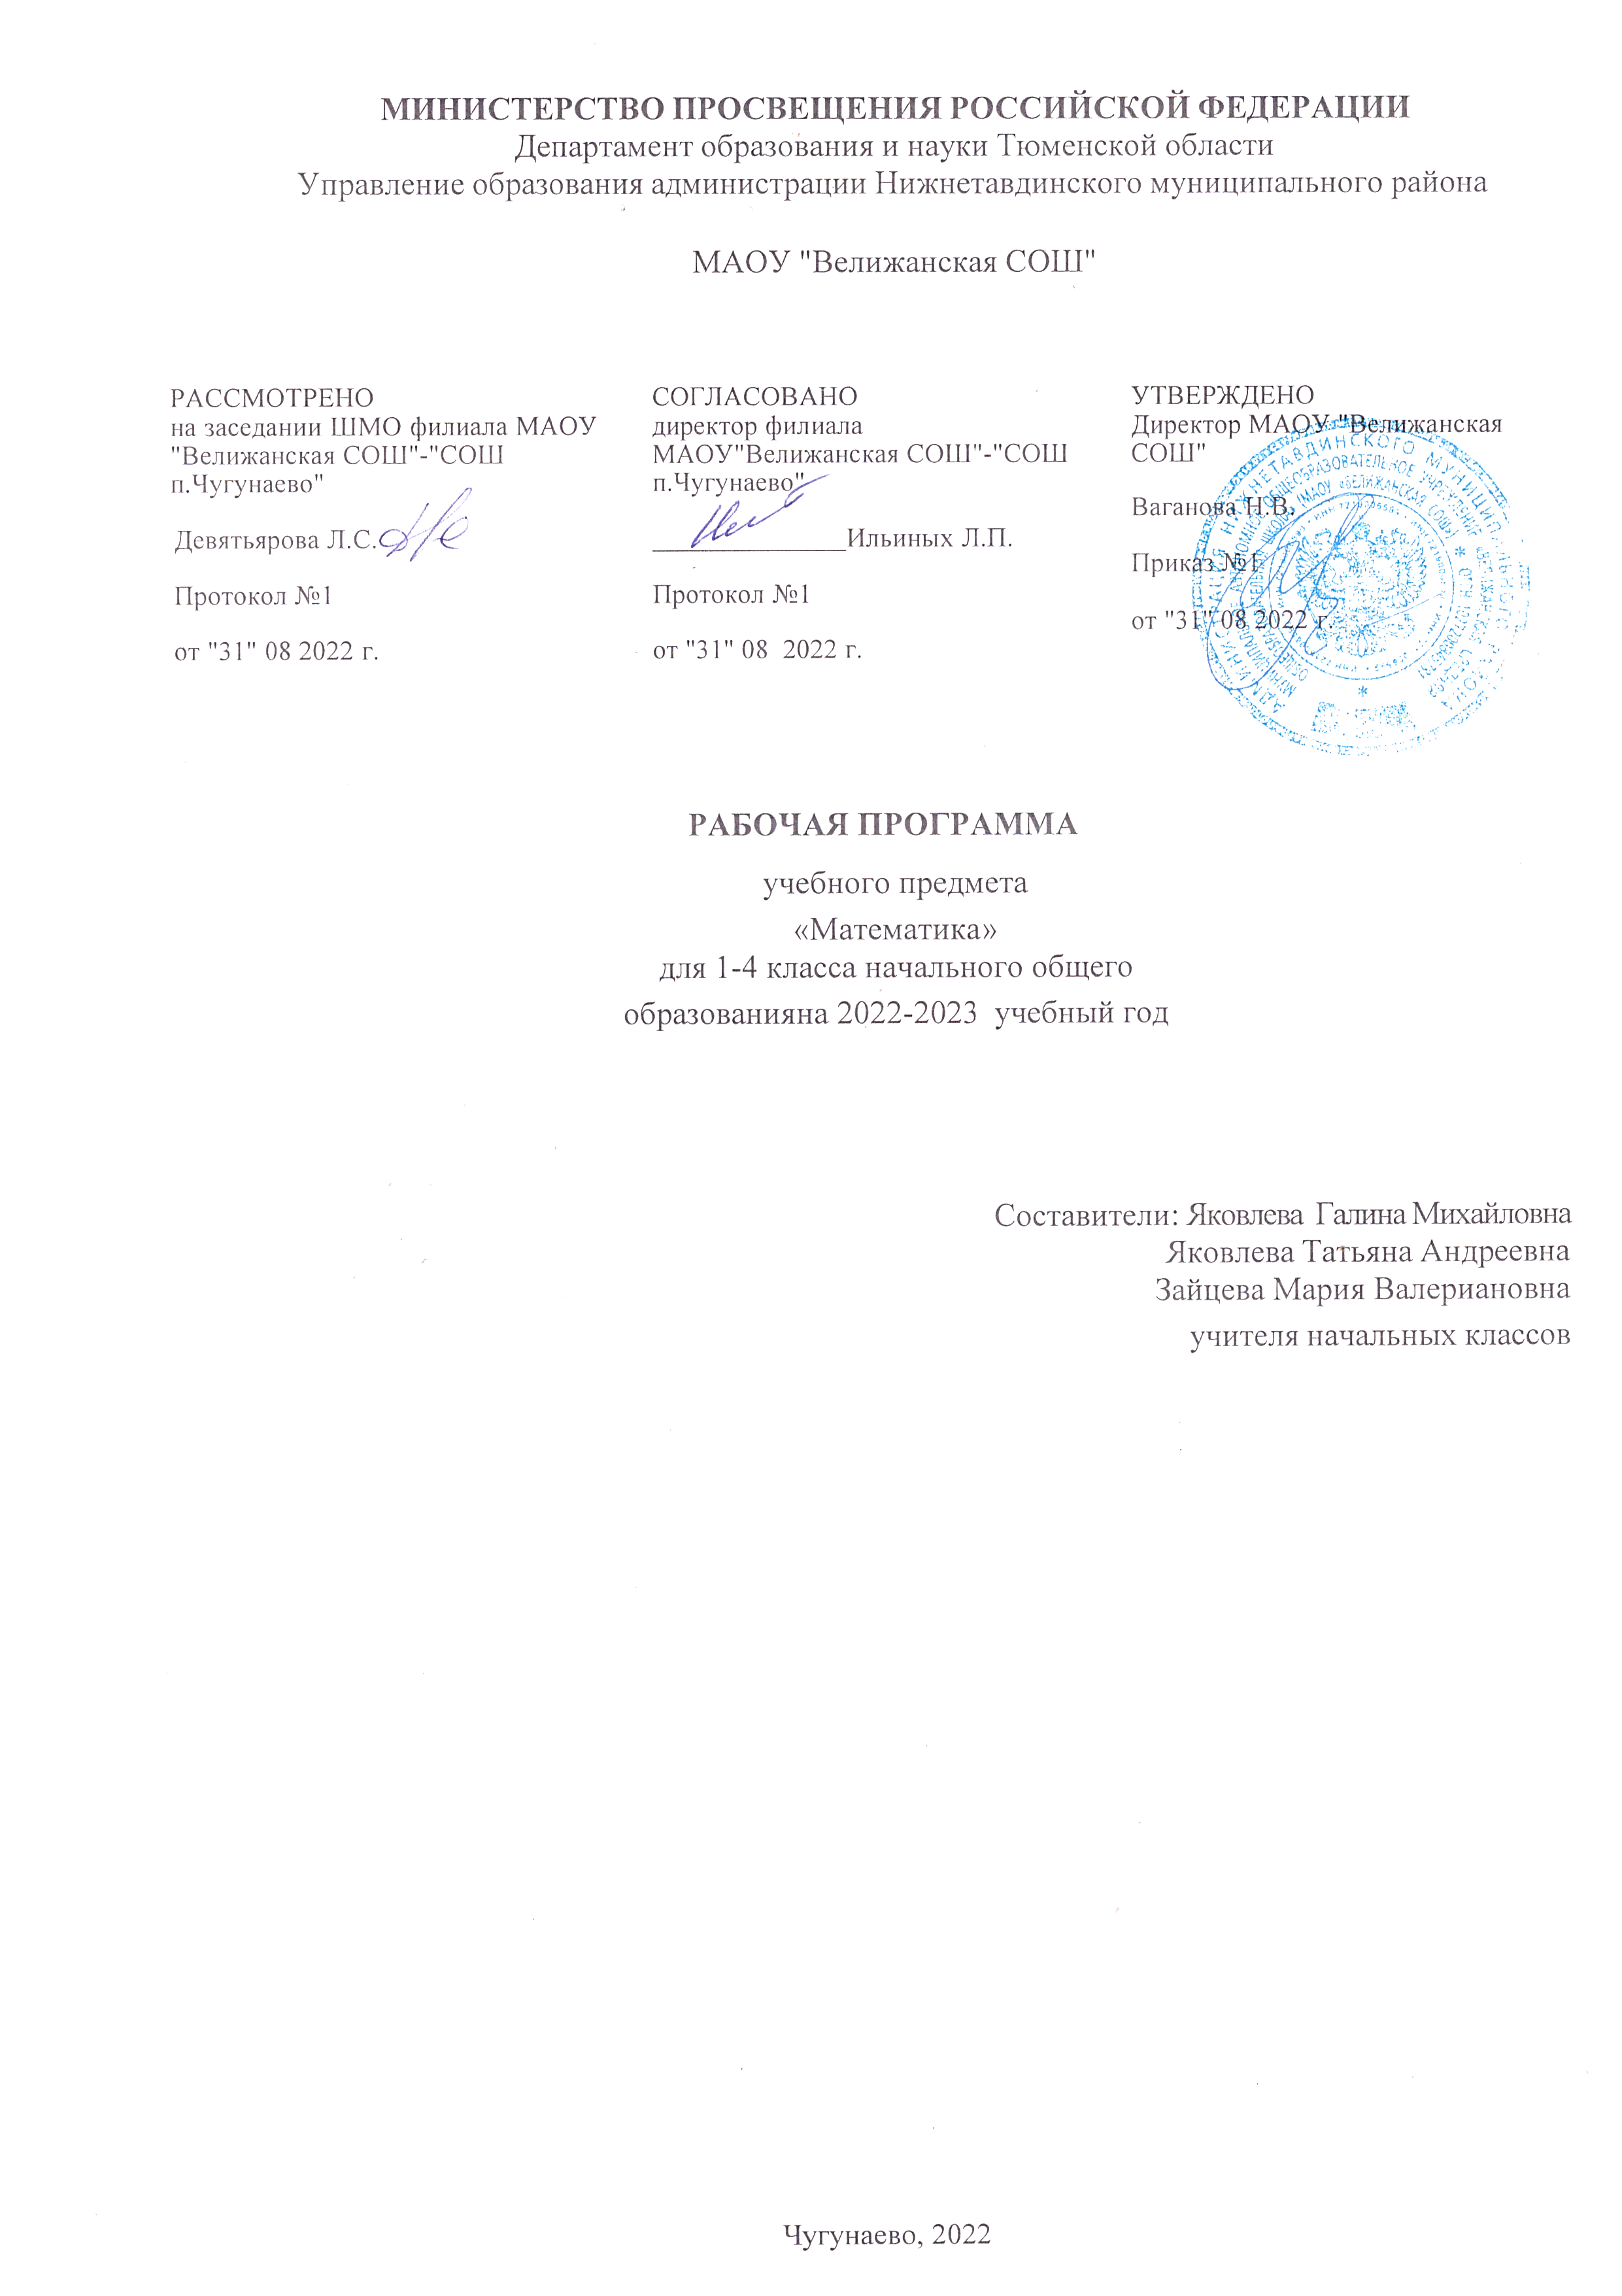 МИНИСТЕРСТВО ПРОСВЕЩЕНИЯ РОССИЙСКОЙ ФЕДЕРАЦИИ
Департамент образования и науки Тюменской области
Управление образования администрации Нижнетавдинского муниципального района
МАОУ "Велижанская СОШ"
РАССМОТРЕНО
на заседании ШМО филиала МАОУ
"Велижанская СОШ"-"СОШ
п.Чугунаево"
Девятьярова Л.С.
Протокол №1
от "31" 08 2022 г.
СОГЛАСОВАНО
директор филиала
МАОУ"Велижанская СОШ"-"СОШ
п.Чугунаево"
______________Ильиных Л.П.
Протокол №1
от "31" 08  2022 г.
УТВЕРЖДЕНО
Директор МАОУ "Велижанская
СОШ"
Ваганова Н.В.
Приказ №1
от "31" 08 2022 г.
РАБОЧАЯ ПРОГРАММА
учебного предмета
«Математика»
для 1-4 класса начального общего
образованияна 2022-2023  учебный год
Составители: Яковлева  Галина Михайловна
Яковлева Татьяна Андреевна
Зайцева Мария Валериановна
учителя начальных классов
Чугунаево, 2022